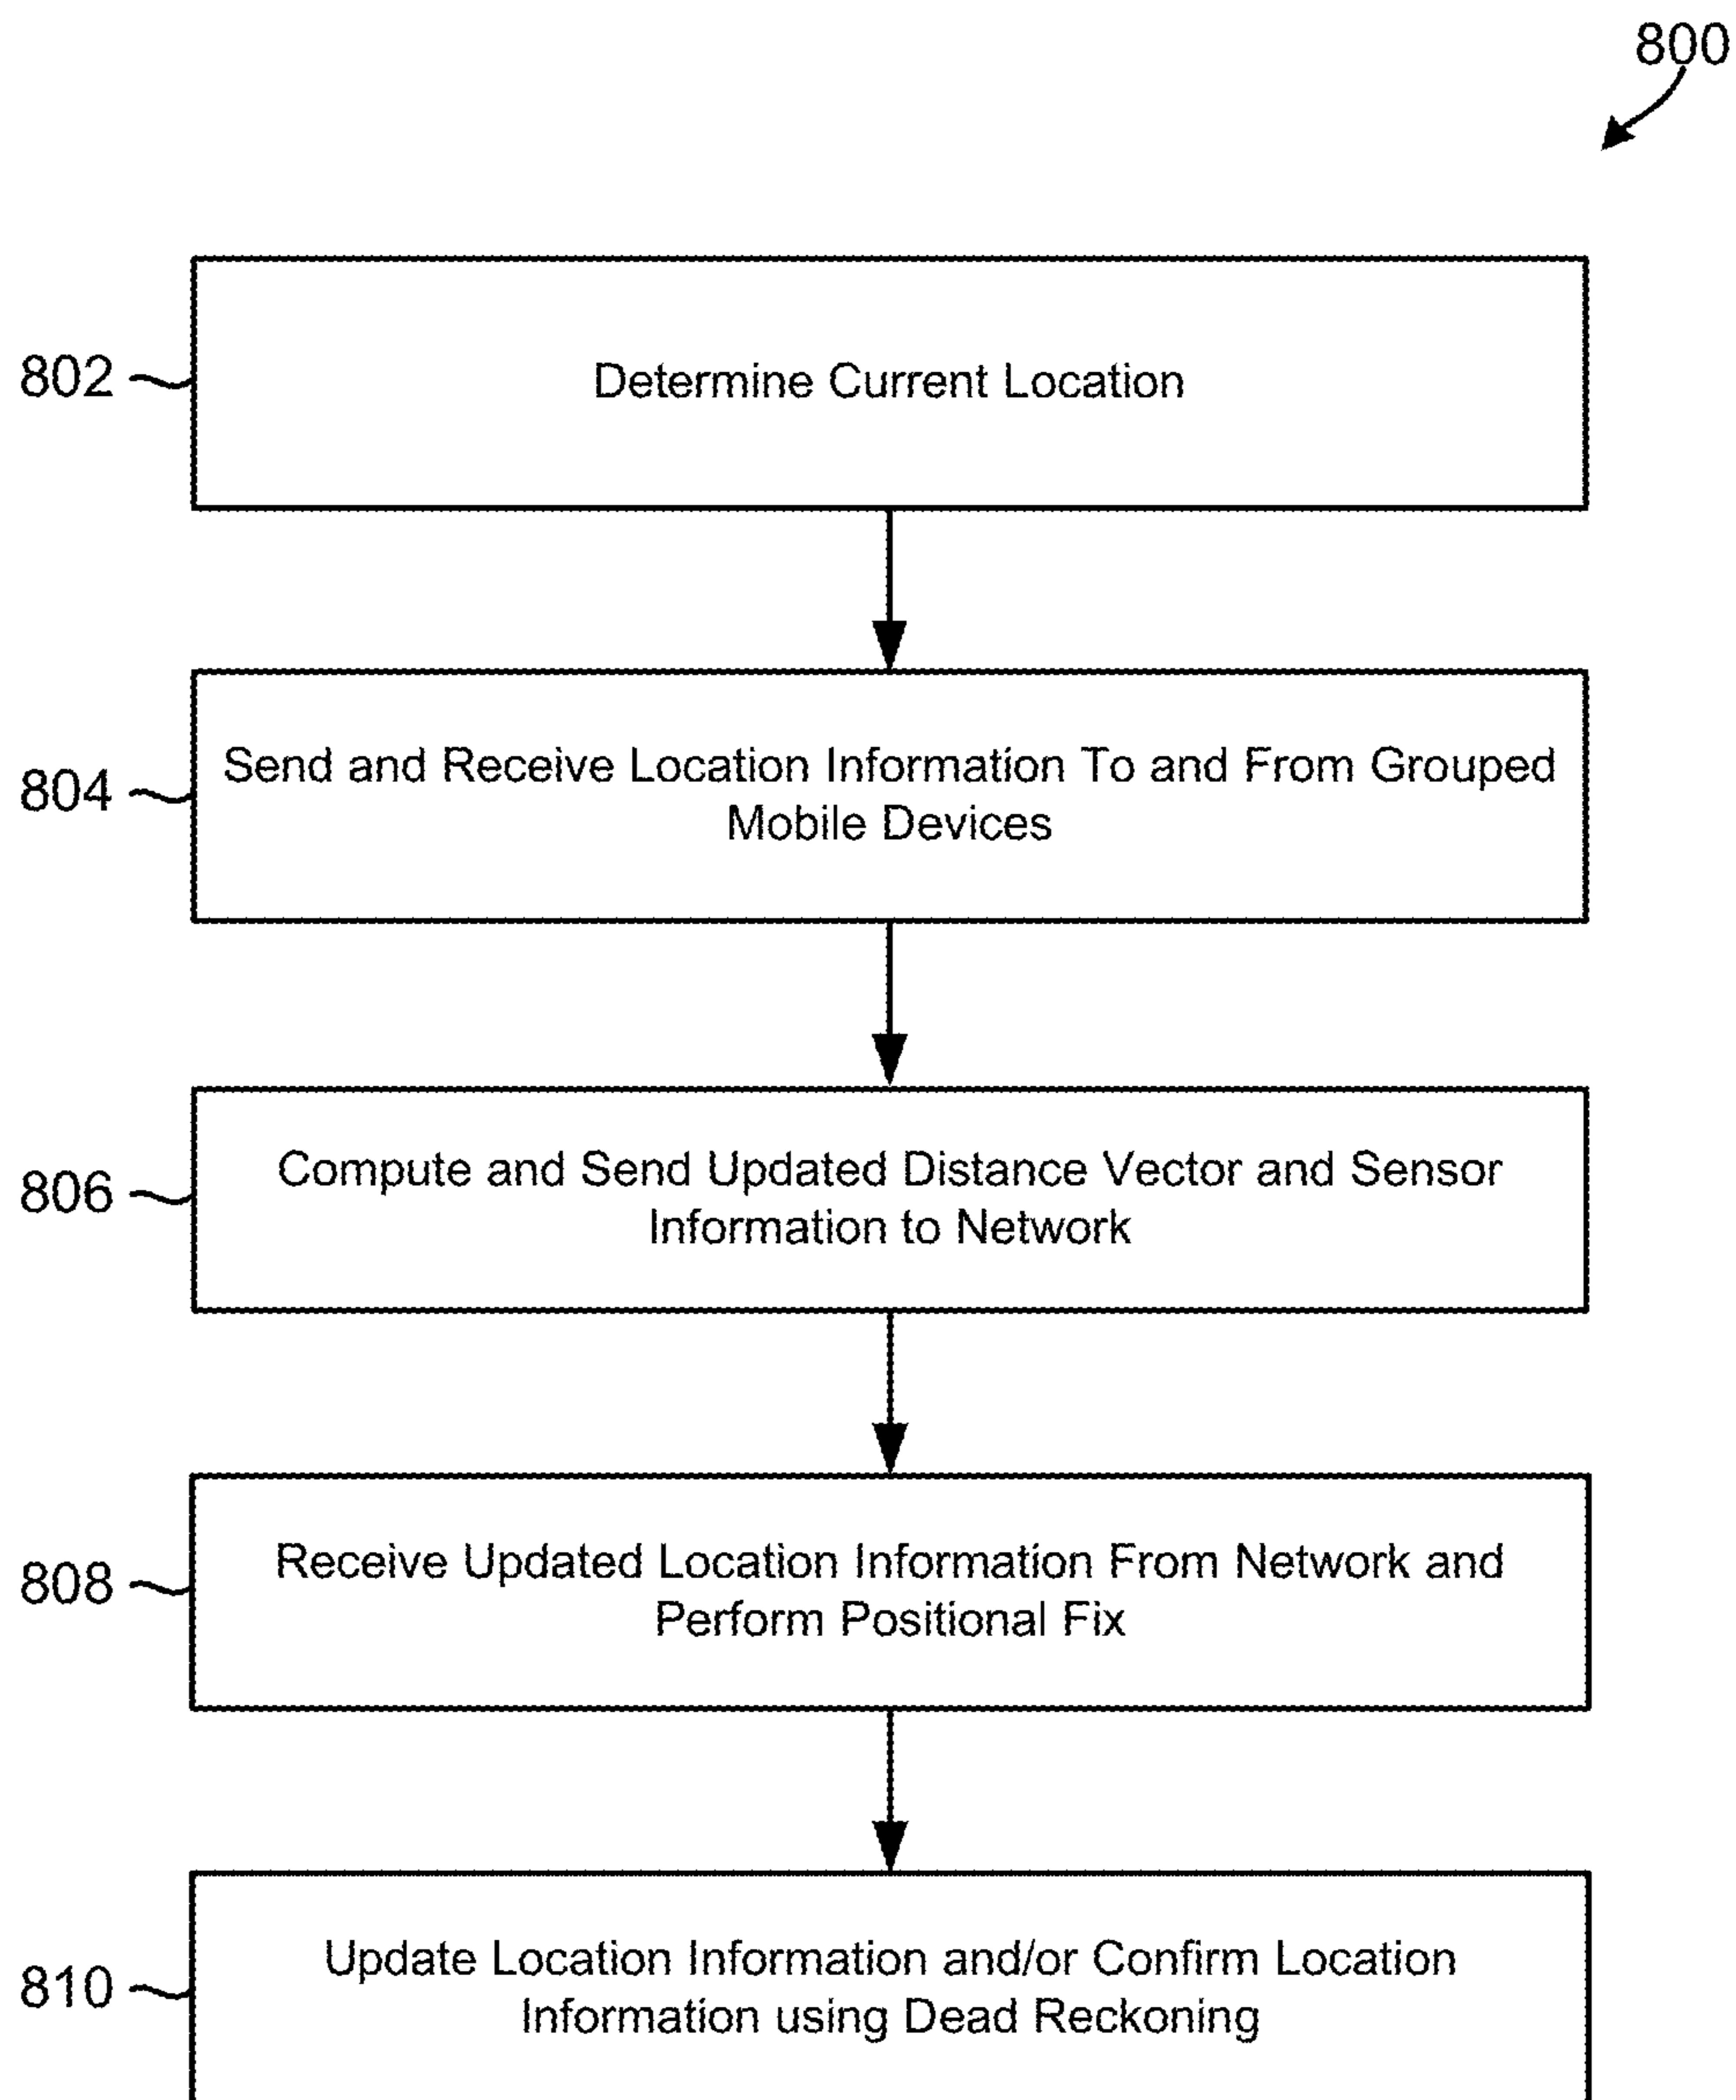 800
802
Determine Current Location
804
Send and Receive Location Information To and From Grouped
Mobile Devices
806
Compute and Send Updated Distance Vector and Sensor
Information to Network
808
Receive Updated Location Information From Network and
Perform Positional Fix
810
Update Location Information and/or Confirm Location
Information using Dead Reckoning